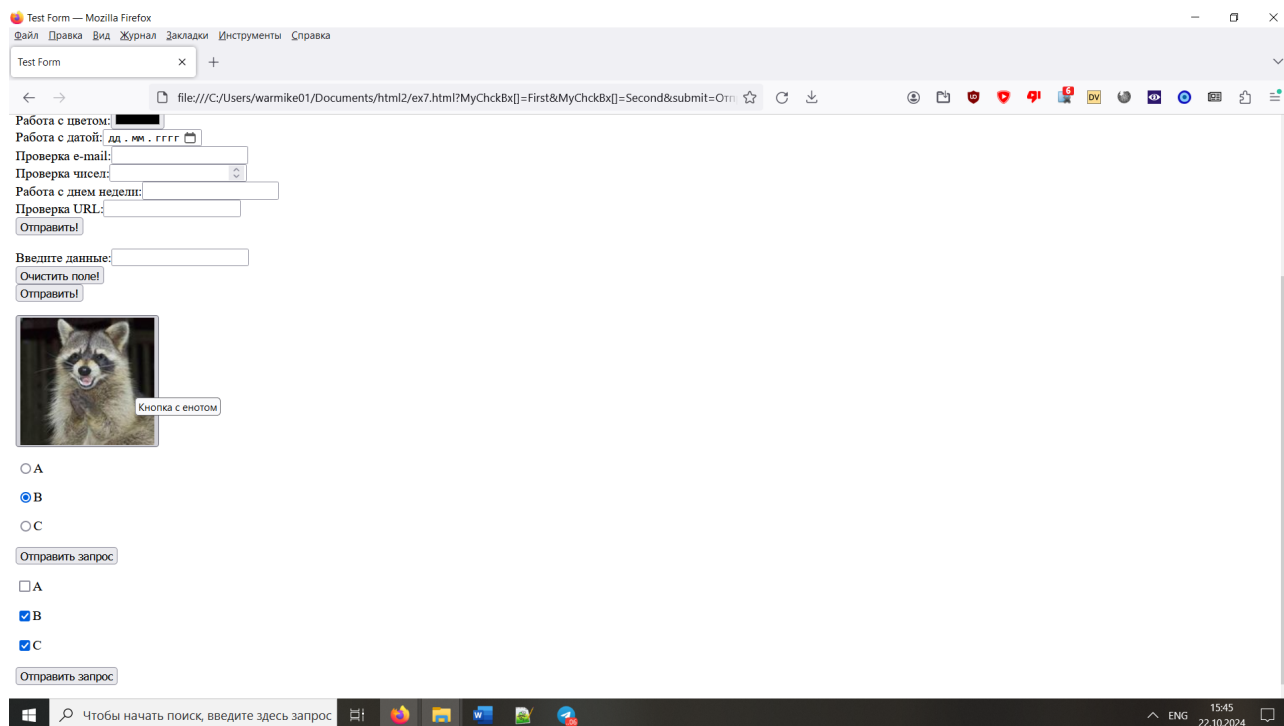 Test Form — Mozilla Firefox
Файл Правка Вид Журнал Закладки Инструменты Справка
Test Form
file:///C:/Users/warmike01/Documents/html2/ex7.html?MyChckBx[]=First&MyChckBx[]=Second&submit=Отп
6
DV
Работа с цветом:
Работа с датой: дд . мм . гггг
Проверка e-mail:
Проверка чисел:
Работа с днем недели:
Проверка URL:
Отправить!
Введите данные:
Очистить поле!
Отправить!
Кнопка с енотом
A
B
C
Отправить запрос
A
B
C
Отправить запрос
Чтобы начать поиск, введите здесь запрос
ENG
15:45
22.10.2024